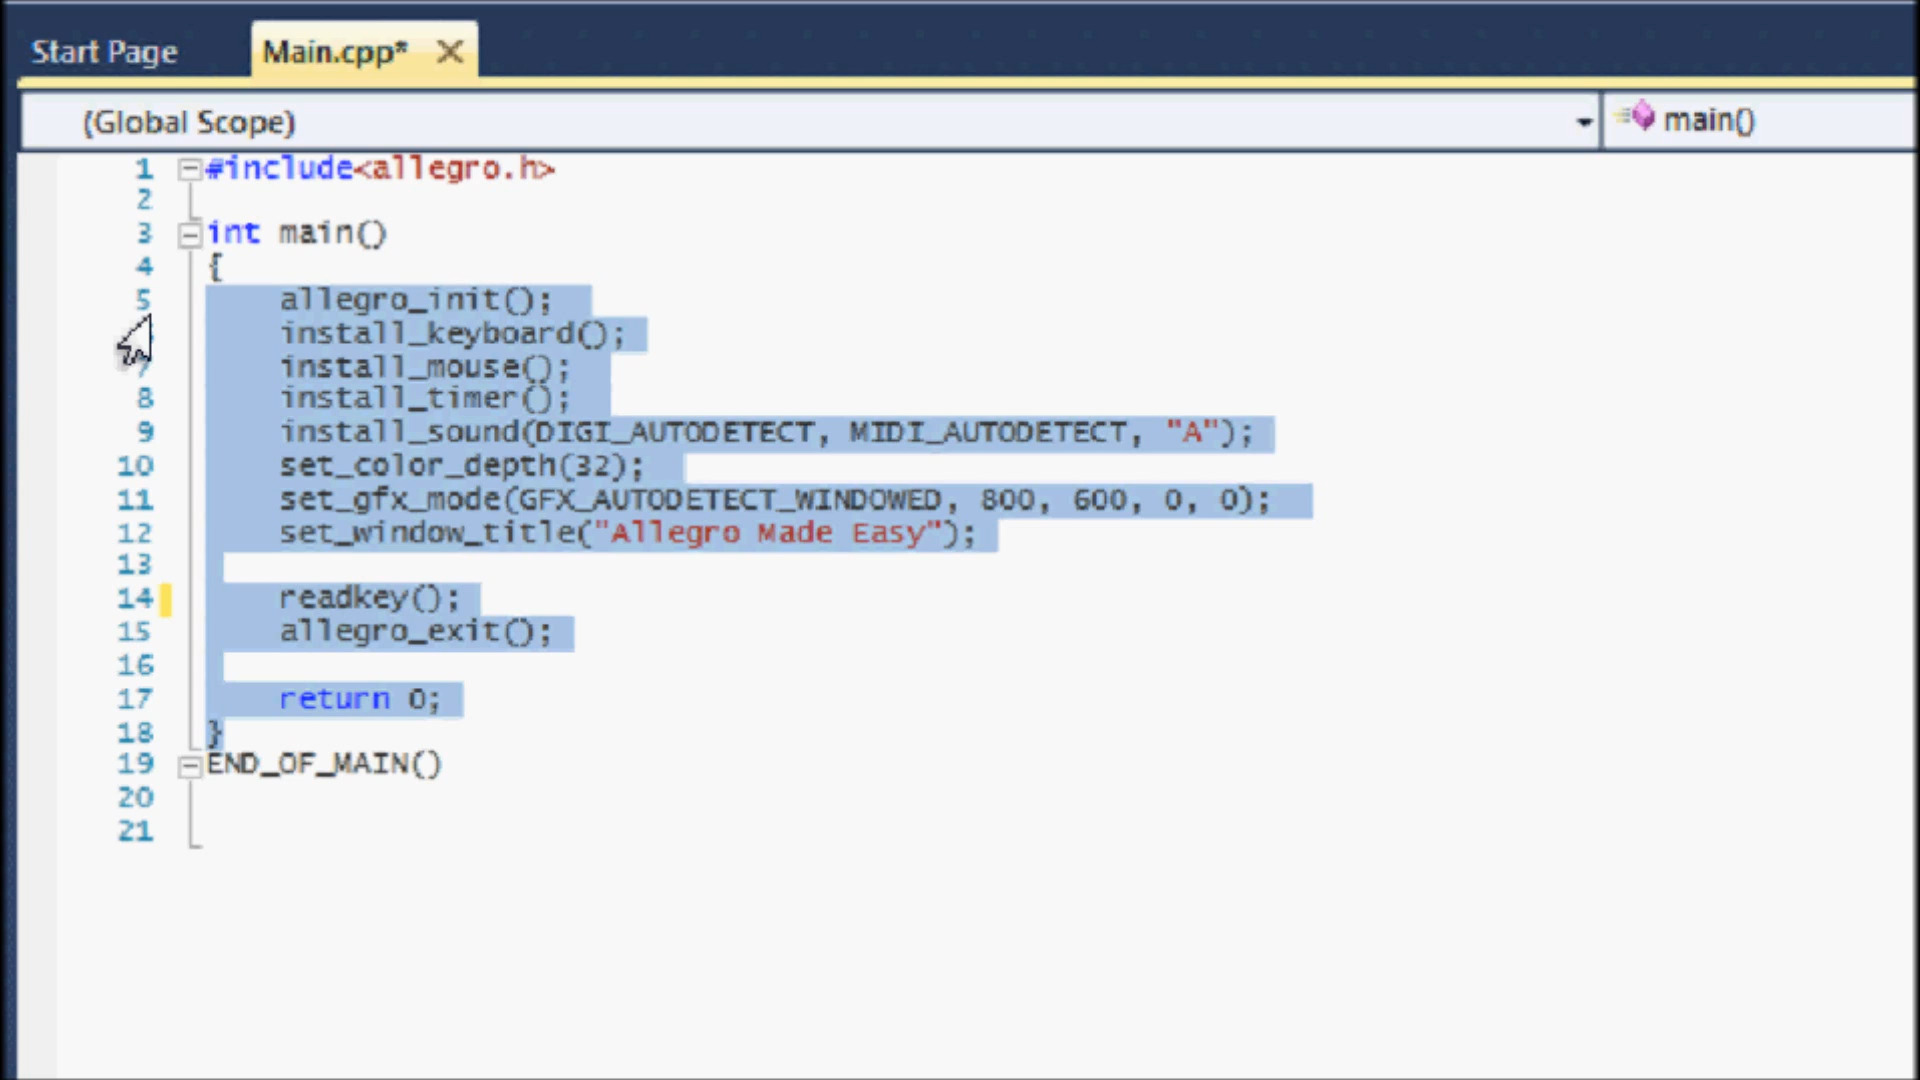 Start Page
Main.cpp*
(Global Scope)
main()
1 #include<allegro.h>
2
3 int main()
4 {
5 allegro_init();
install_keyboard();
7 install_mouse();
8 install_timer();
9 install_sound(DIGI_AUTODETECT, MIDI_AUTODETECT, "A");
10 set_color_depth(32);
11 set_gfx_mode(GFX_AUTODETECT_WINDOWED, 800, 600, 0, 0);
12 set_window_title("Allegro Made Easy");
13
14 readkey();
15 allegro_exit();
16
17 return 0;
18 }
19 END_OF_MAIN()
20
21